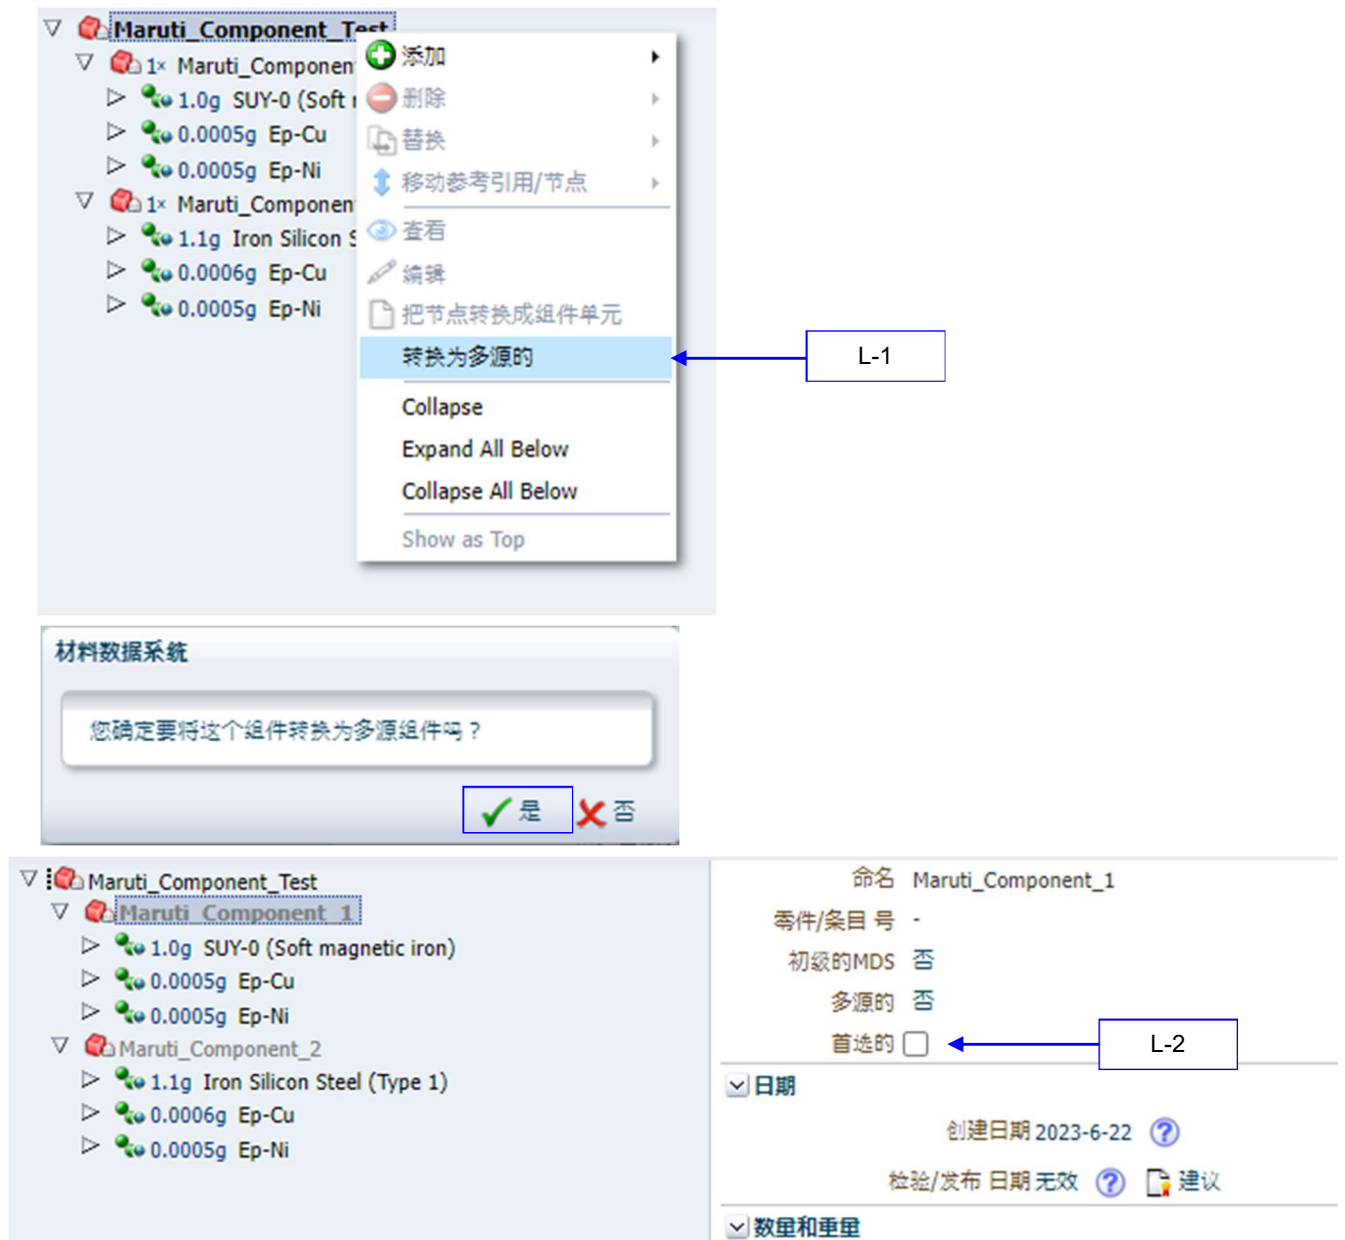 Maruti_Component_Test
1× Maruti_Componen
1.0g SUY-0 (Soft
0.0005g Ep-Cu
0.0005g Ep-Ni
1× Maruti_Componen
1.1g Iron Silicon S
0.0006g Ep-Cu
0.0005g Ep-Ni
添加
删除
替换
移动参考引用/节点
查看
编辑
把节点转换成组件单元
转换为多源的
Collapse
Expand All Below
Collapse All Below
Show as Top
L-1
材料数据系统
您确定要将这个组件转换为多源组件吗？
是 否
Maruti_Component_Test
Maruti_Component_1
1.0g SUY-0 (Soft magnetic iron)
0.0005g Ep-Cu
0.0005g Ep-Ni
Maruti_Component_2
1.1g Iron Silicon Steel (Type 1)
0.0006g Ep-Cu
0.0005g Ep-Ni
命名 Maruti_Component_1
零件/条目 号 -
初级的MDS 否
多源的 否
首选的
L-2
日期
创建日期 2023-6-22 ?
检验/发布 日期 无效 ? 建议
数量和重量